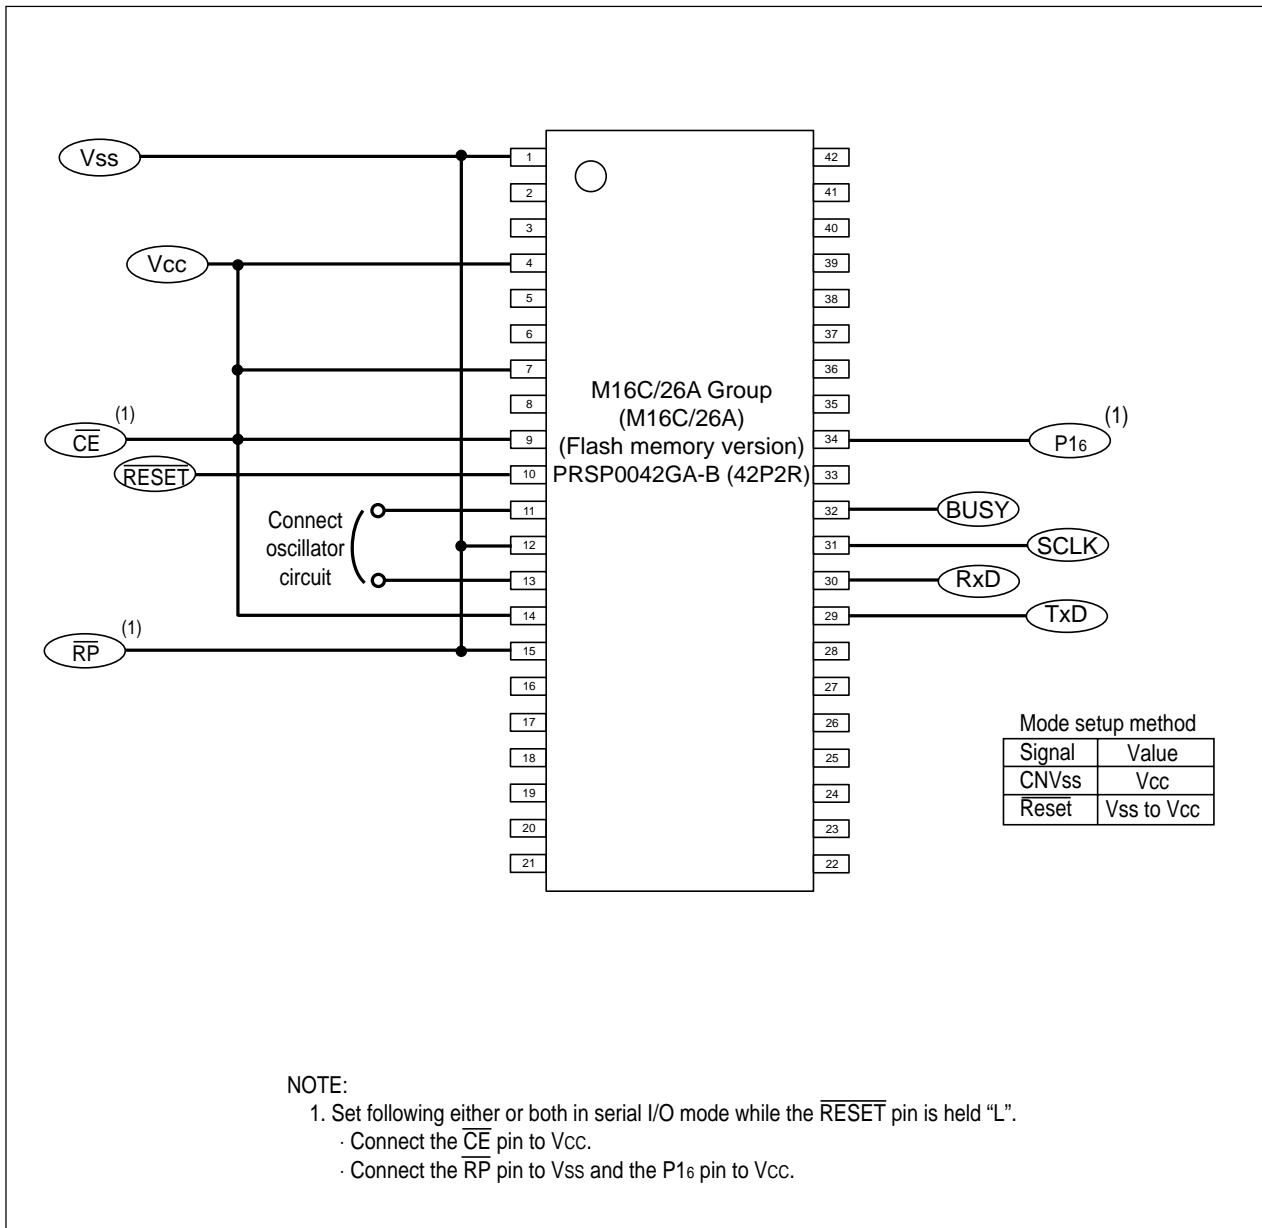 Vss
1
42
2
41
3
40
Vcc
4
39
5
38
6
37
7
36
8
35
M16C/26A Group
(M16C/26A)
(Flash memory version)
PRSP0042GA-B (42P2R)
(1)
CE
9
34
(1)
P16
RESET
10
33
Connect
oscillator
circuit
11
32
BUSY
12
31
SCLK
13
30
RxD
14
29
TxD
(1)
RP
15
28
16
27
17
26
18
25
19
24
20
23
21
22
Mode setup method
Signal Value
CNVss Vcc
Reset Vss to Vcc
NOTE:
1. Set following either or both in serial I/O mode while the RESET pin is held “L”.
· Connect the CE pin to VCC.
· Connect the RP pin to VSS and the P16 pin to VCC.